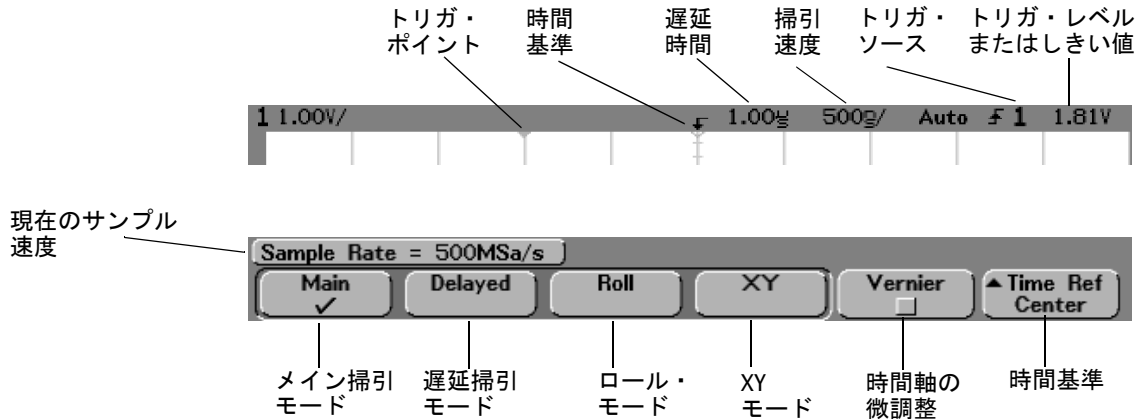 トリガ・
ポイント
時間
基準
遅延
時間
掃引
速度
トリガ・
ソース
トリガ・レベル
またはしきい値
1 1.00V/ 1.00µs 500ns/ Auto 1 1.81V
現在のサンプル
速度
Sample Rate = 500MSa/s
Main
Delayed
Roll
XY
Vernier
Time Ref
Center
メイン掃引
モード
遅延掃引
モード
ロール・
モード
XY
モード
時間軸の
微調整
時間基準